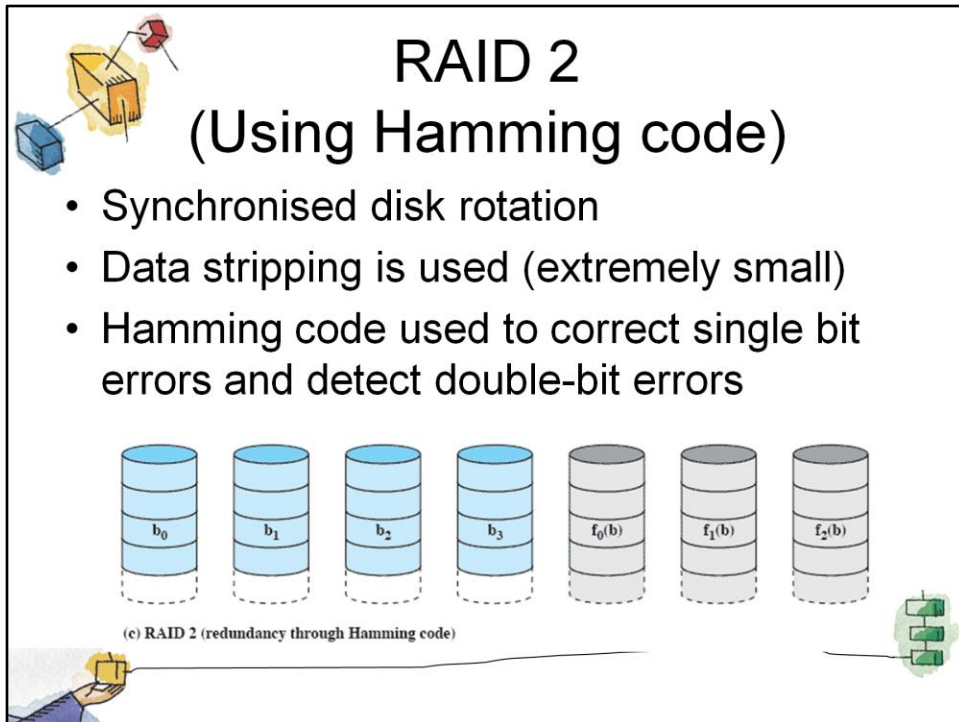 RAID 2
(Using Hamming code)
• Synchronised disk rotation
• Data stripping is used (extremely small)
• Hamming code used to correct single bit
errors and detect double-bit errors
b0 b1 b2 b3 f0(b) f1(b) f2(b)
(c) RAID 2 (redundancy through Hamming code)